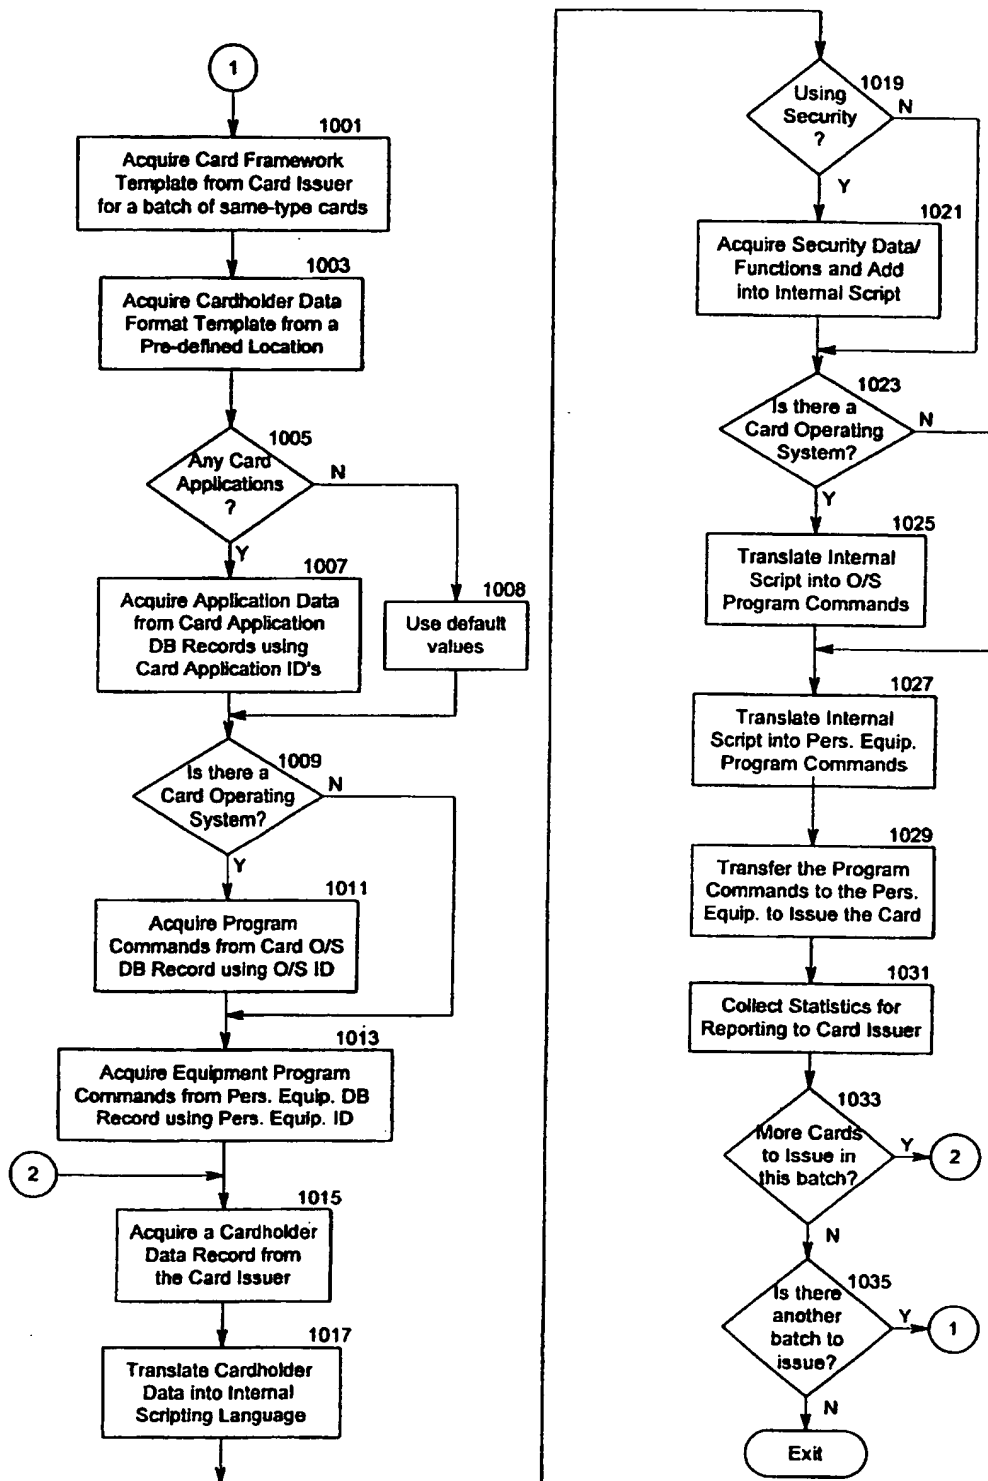 1
1001
Acquire Card Framework
Template from Card Issuer
for a batch of same-type cards
1003
Acquire Cardholder Data
Format Template from a
Pre-defined Location
1005
Any Card
Applications
?
N
Y
1007
Acquire Application Data
from Card Application
DB Records using
Card Application ID's
1008
Use default
values
1009
Is there a
Card Operating
System?
N
Y
1011
Acquire Program
Commands from Card O/S
DB Record using O/S ID
1013
Acquire Equipment Program
Commands from Pers. Equip. DB
Record using Pers. Equip. ID
2
1015
Acquire a Cardholder
Data Record from
the Card Issuer
1017
Translate Cardholder
Data into Internal
Scripting Language
1019
Using
Security
?
N
Y
1021
Acquire Security Data/
Functions and Add
into Internal Script
1023
Is there a
Card Operating
System?
N
Y
1025
Translate Internal
Script into O/S
Program Commands
1027
Translate Internal
Script into Pers. Equip.
Program Commands
1029
Transfer the Program
Commands to the Pers.
Equip. to Issue the Card
1031
Collect Statistics for
Reporting to Card Issuer
1033
More Cards
to Issue in
this batch?
Y
2
N
1035
Is there
another
batch to
issue?
Y
1
N
Exit